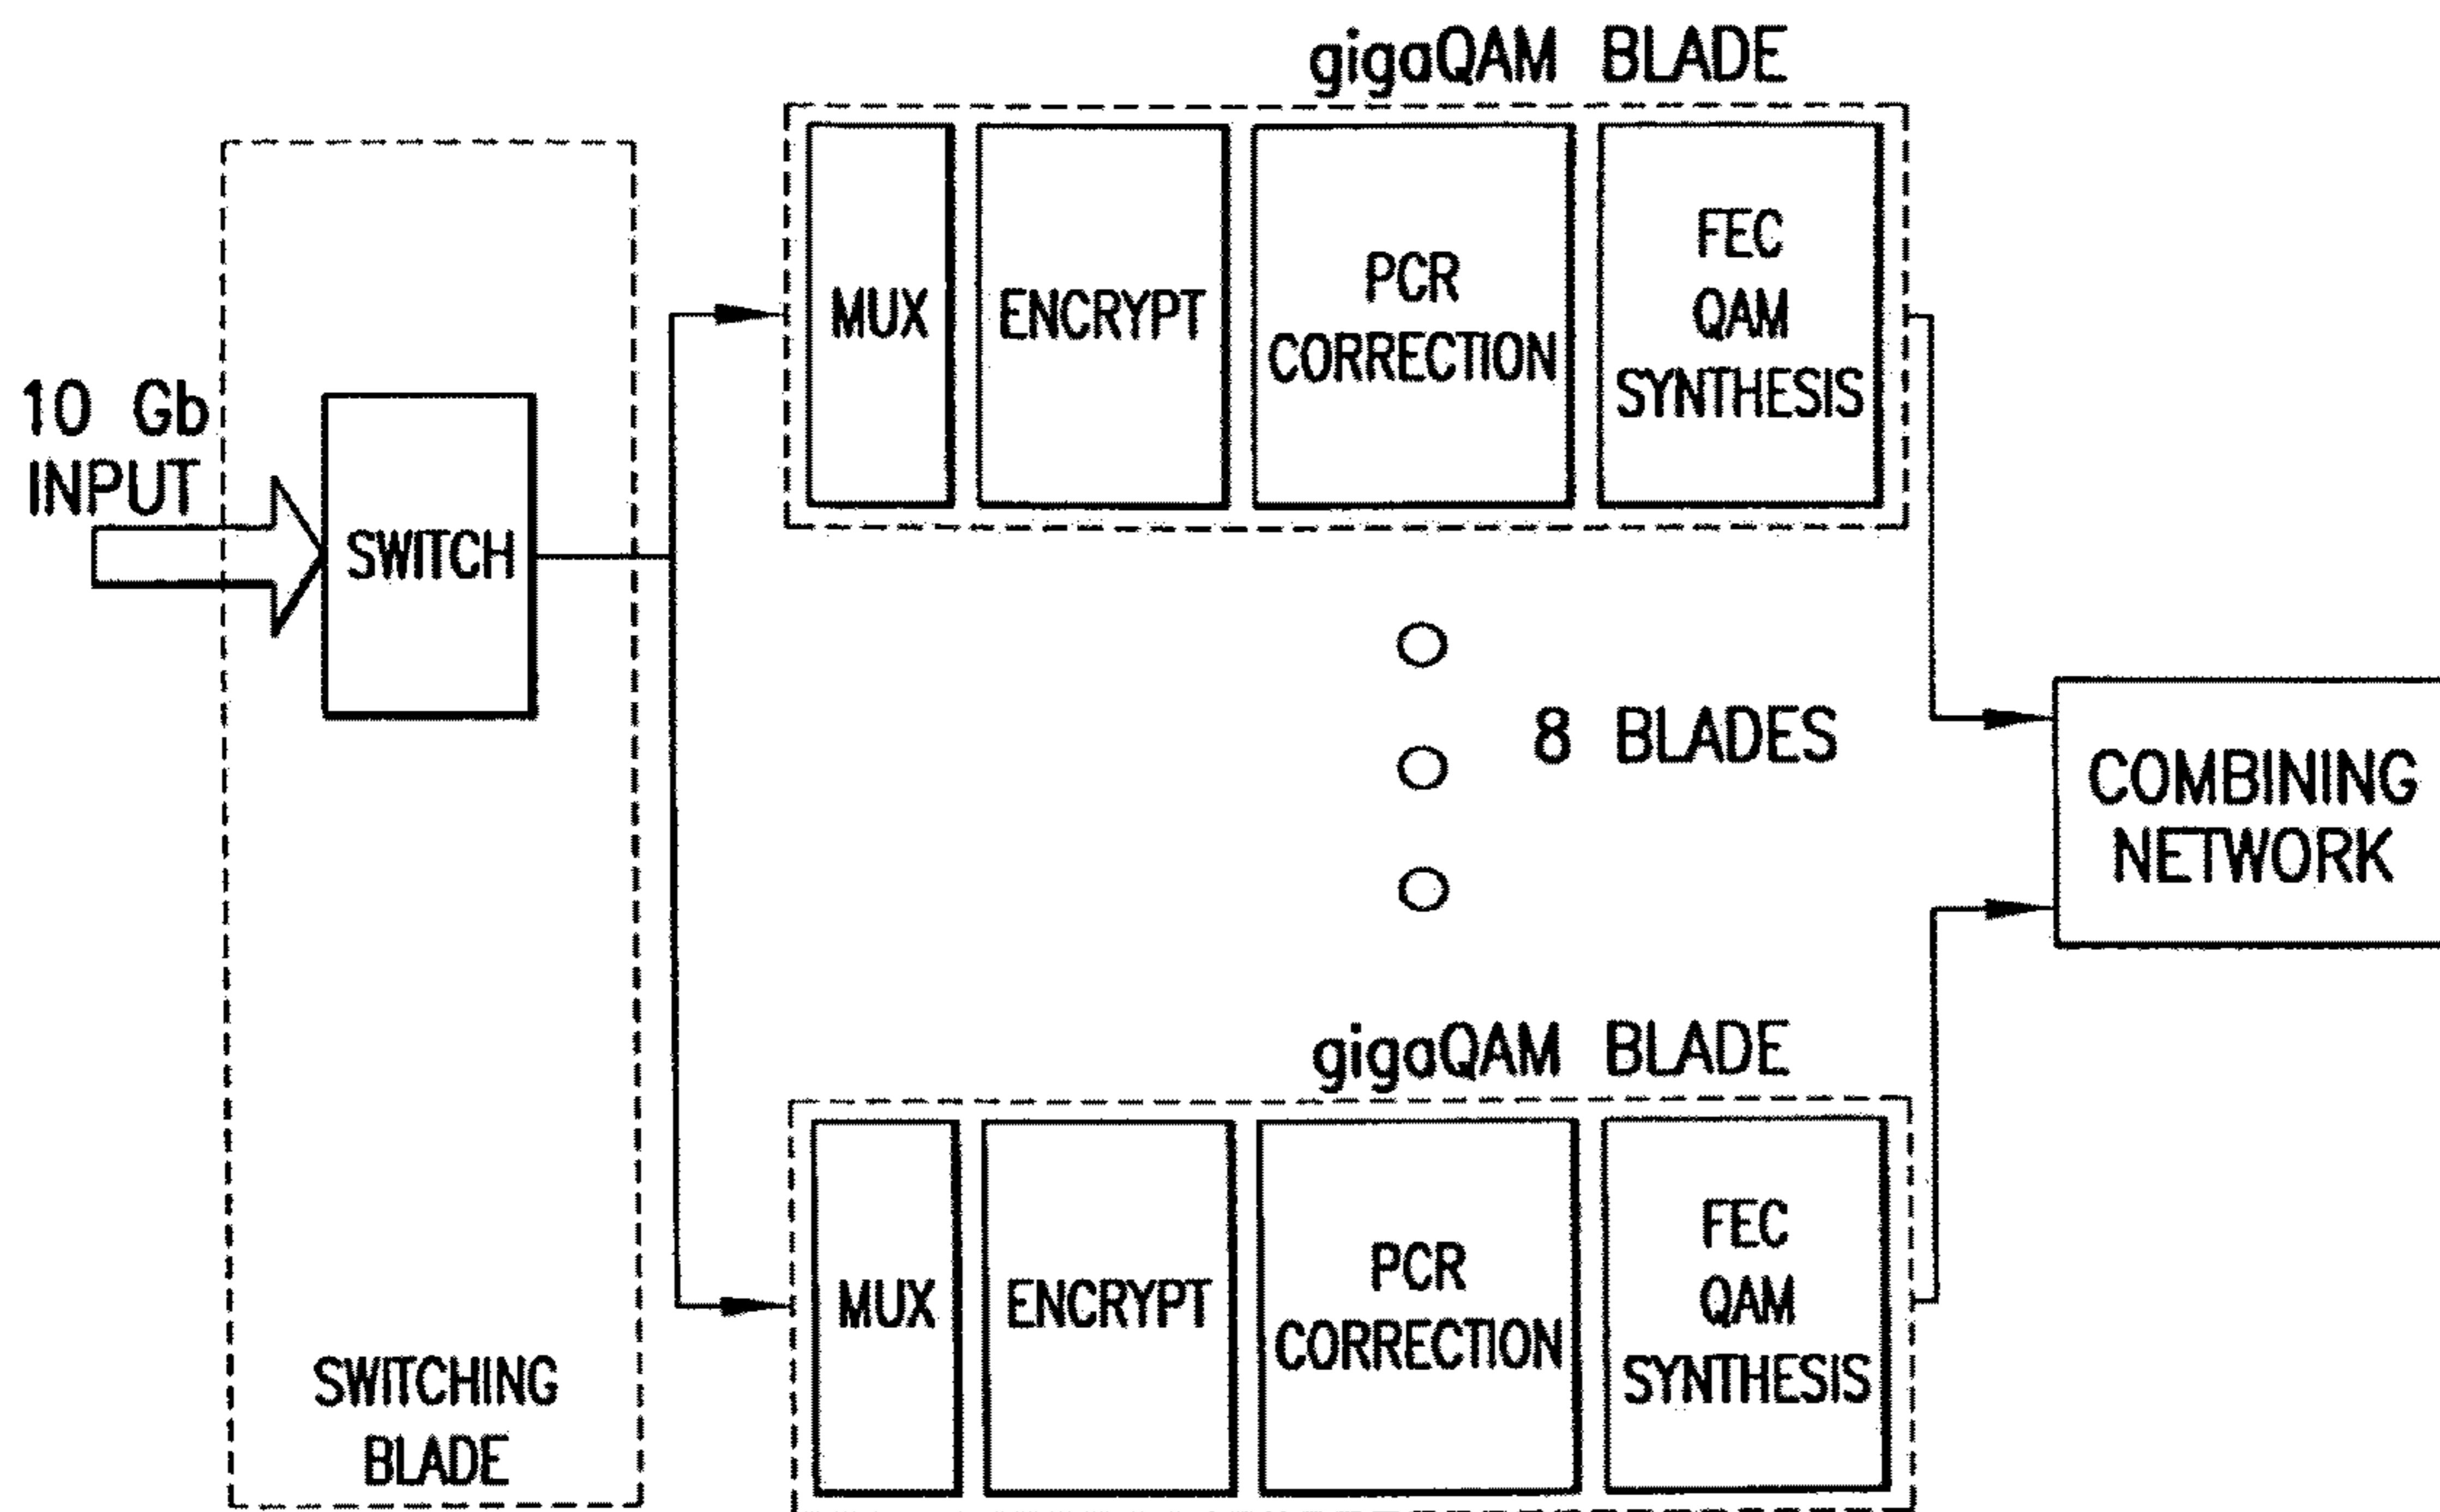 gigaQAM BLADE
MUX
ENCRYPT
PCR
CORRECTION
FEC
QAM
SYNTHESIS
10 Gb
INPUT
SWITCH
8 BLADES
COMBINING
NETWORK
gigaQAM BLADE
MUX
ENCRYPT
PCR
CORRECTION
FEC
QAM
SYNTHESIS
SWITCHING
BLADE